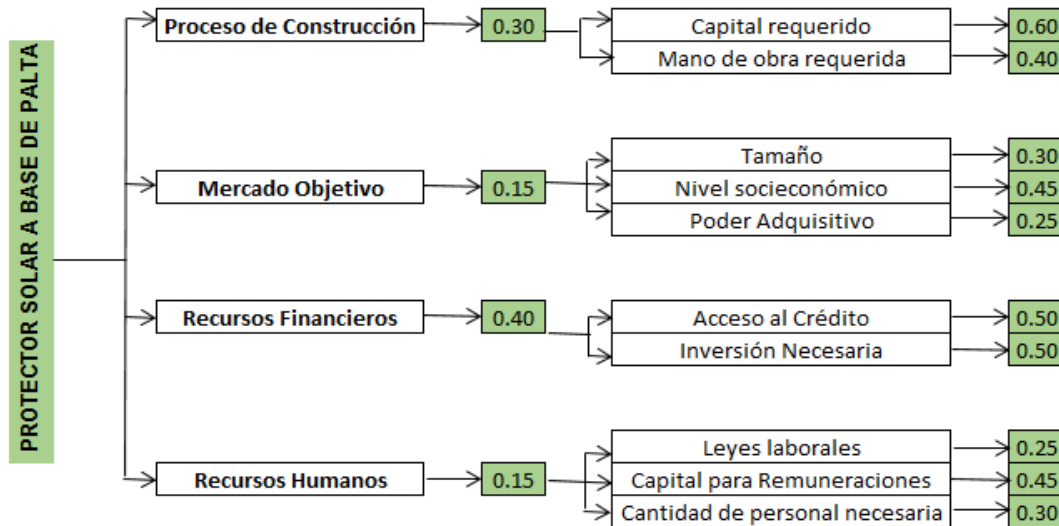 PROTECTOR SOLAR A BASE DE PALTA
Proceso de Construcción 0.30
Capital requerido 0.60
Mano de obra requerida 0.40
Mercado Objetivo 0.15
Tamaño 0.30
Nivel socieconómico 0.45
Poder Adquisitivo 0.25
Recursos Financieros 0.40
Acceso al Crédito 0.50
Inversión Necesaria 0.50
Recursos Humanos 0.15
Leyes laborales 0.25
Capital para Remuneraciones 0.45
Cantidad de personal necesaria 0.30